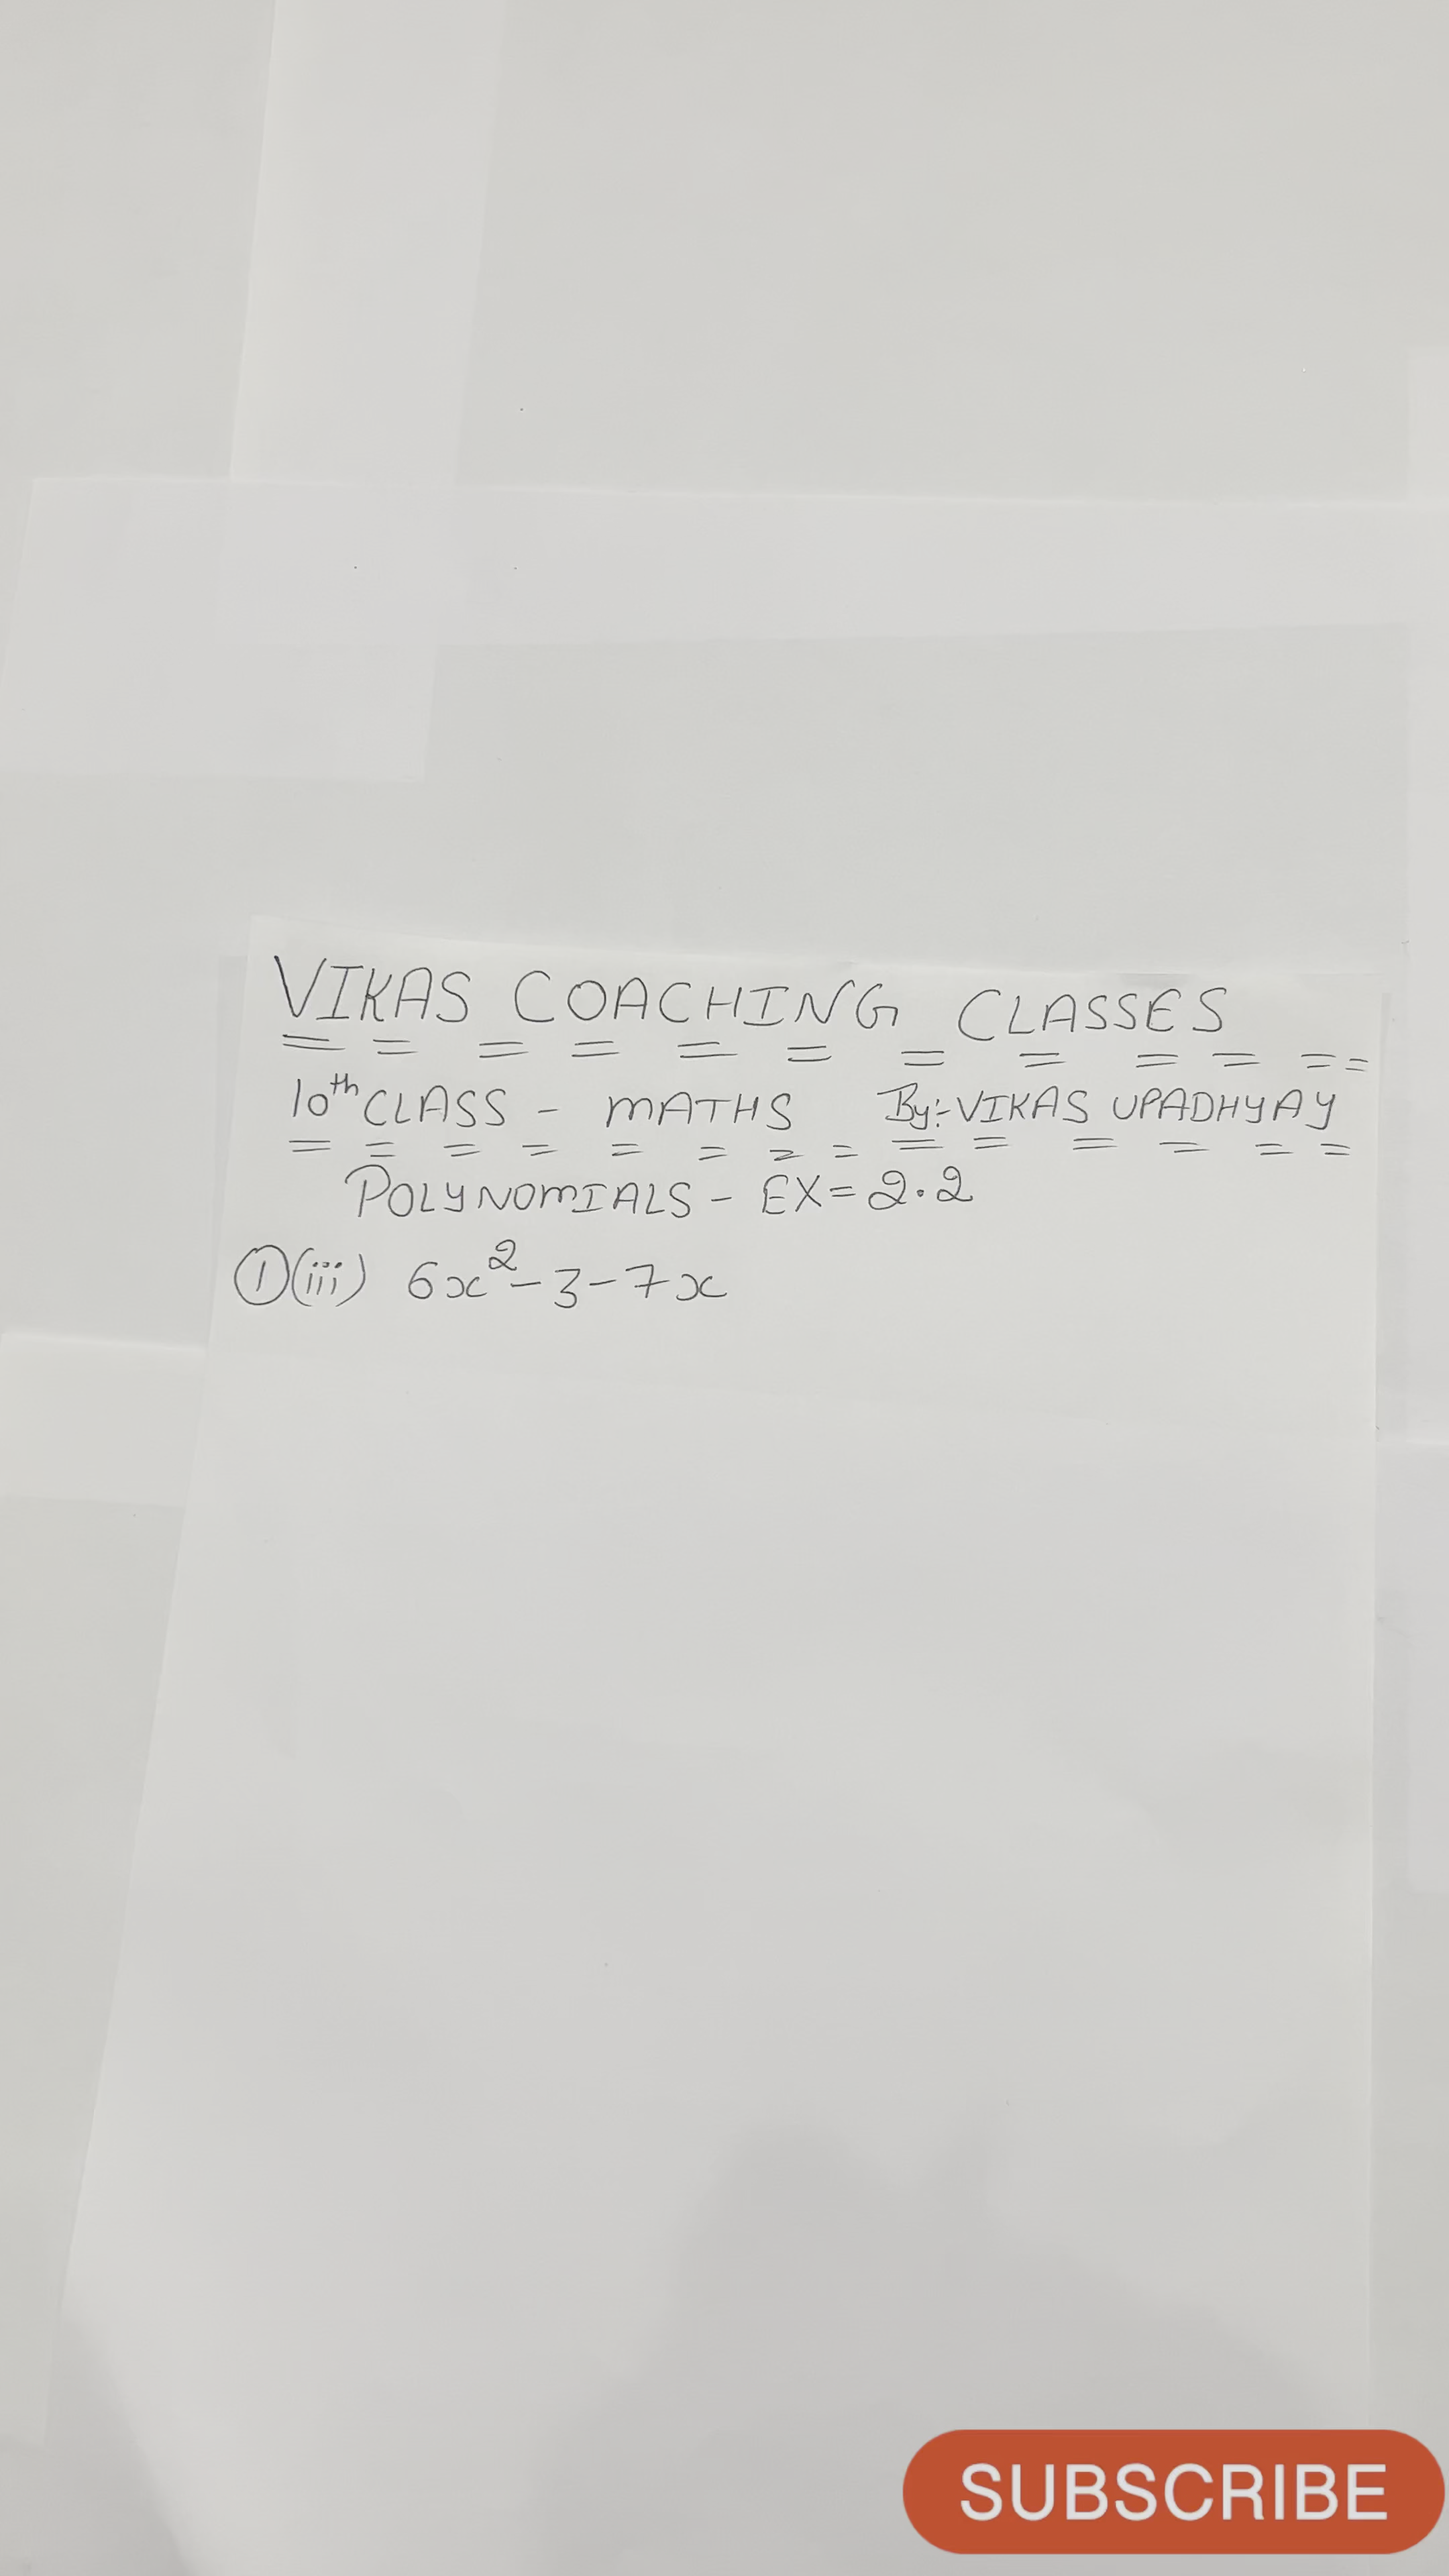 VIKAS COACHING CLASSES
10th CLASS - MATHS By:- VIKAS UPADHYAY
POLYNOMIALS - EX = 2.2
①(iii) 6x² - 3 - 7x
SUBSCRIBE